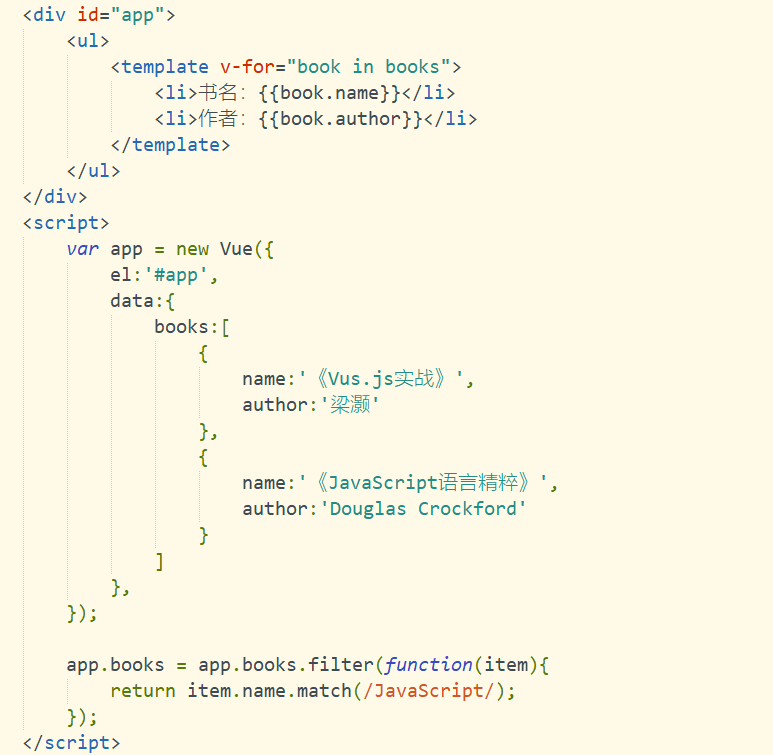 <div id="app">
    <ul>
        <template v-for="book in books">
            <li>书名：{{book.name}}</li>
            <li>作者：{{book.author}}</li>
        </template>
    </ul>
</div>
<script>
    var app = new Vue({
        el:'#app',
        data:{
            books:[
                {
                    name:'《Vus.js实战》',
                    author:'梁灏'
                },
                {
                    name:'《JavaScript语言精粹》',
                    author:'Douglas Crockford'
                }
            ]
        },
    });

    app.books = app.books.filter(function(item){
        return item.name.match(/JavaScript/);
    });
</script>